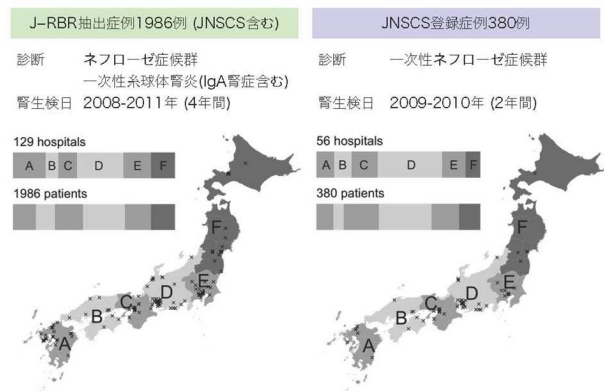 J-RBR抽出症例1986例 (JNSCS含む)
診断 ネフローゼ症候群
一次性糸球体腎炎(IgA腎症含む)
腎生検日 2008-2011年 (4年間)
129 hospitals
A B C D E F
1986 patients
F
E
D
C
B
A
JNSCS登録症例380例
診断 一次性ネフローゼ症候群
腎生検日 2009-2010年 (2年間)
56 hospitals
A B C D E F
380 patients
F
E
D
C
B
A